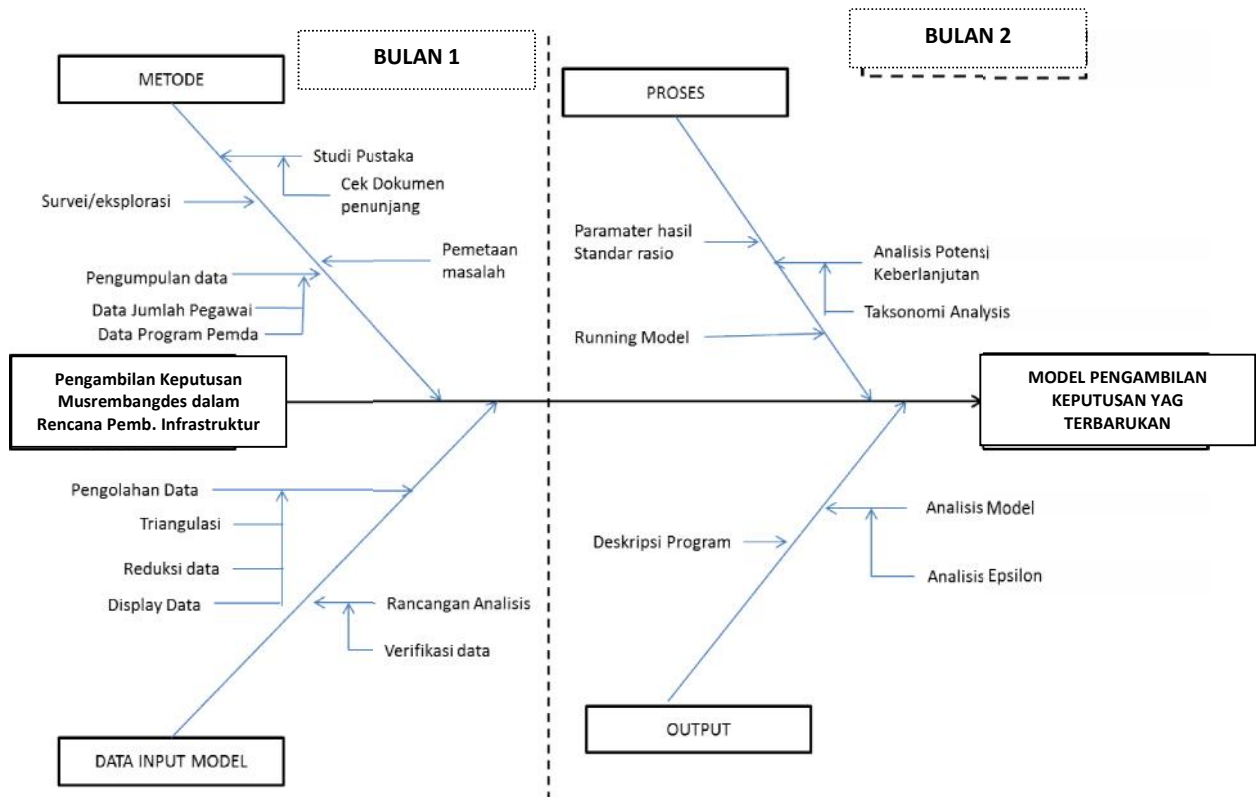 BULAN 1
BULAN 2
METODE
PROSES
Studi Pustaka
Cek Dokumen
penunjang
Survei/eksplorasi
Pemetaan
masalah
Pengumpulan data
Data Jumlah Pegawai
Data Program Pemda
Paramater hasil
Standar rasio
Analisis Potensi
Keberlanjutan
Taksonomi Analysis
Running Model
Pengambilan Keputusan
Musrembangdes dalam
Rencana Pemb. Infrastruktur
MODEL PENGAMBILAN
KEPUTUSAN YAG
TERBARUKAN
Pengolahan Data
Triangulasi
Reduksi data
Display Data
Rancangan Analisis
Verifikasi data
Deskripsi Program
Analisis Model
Analisis Epsilon
DATA INPUT MODEL
OUTPUT